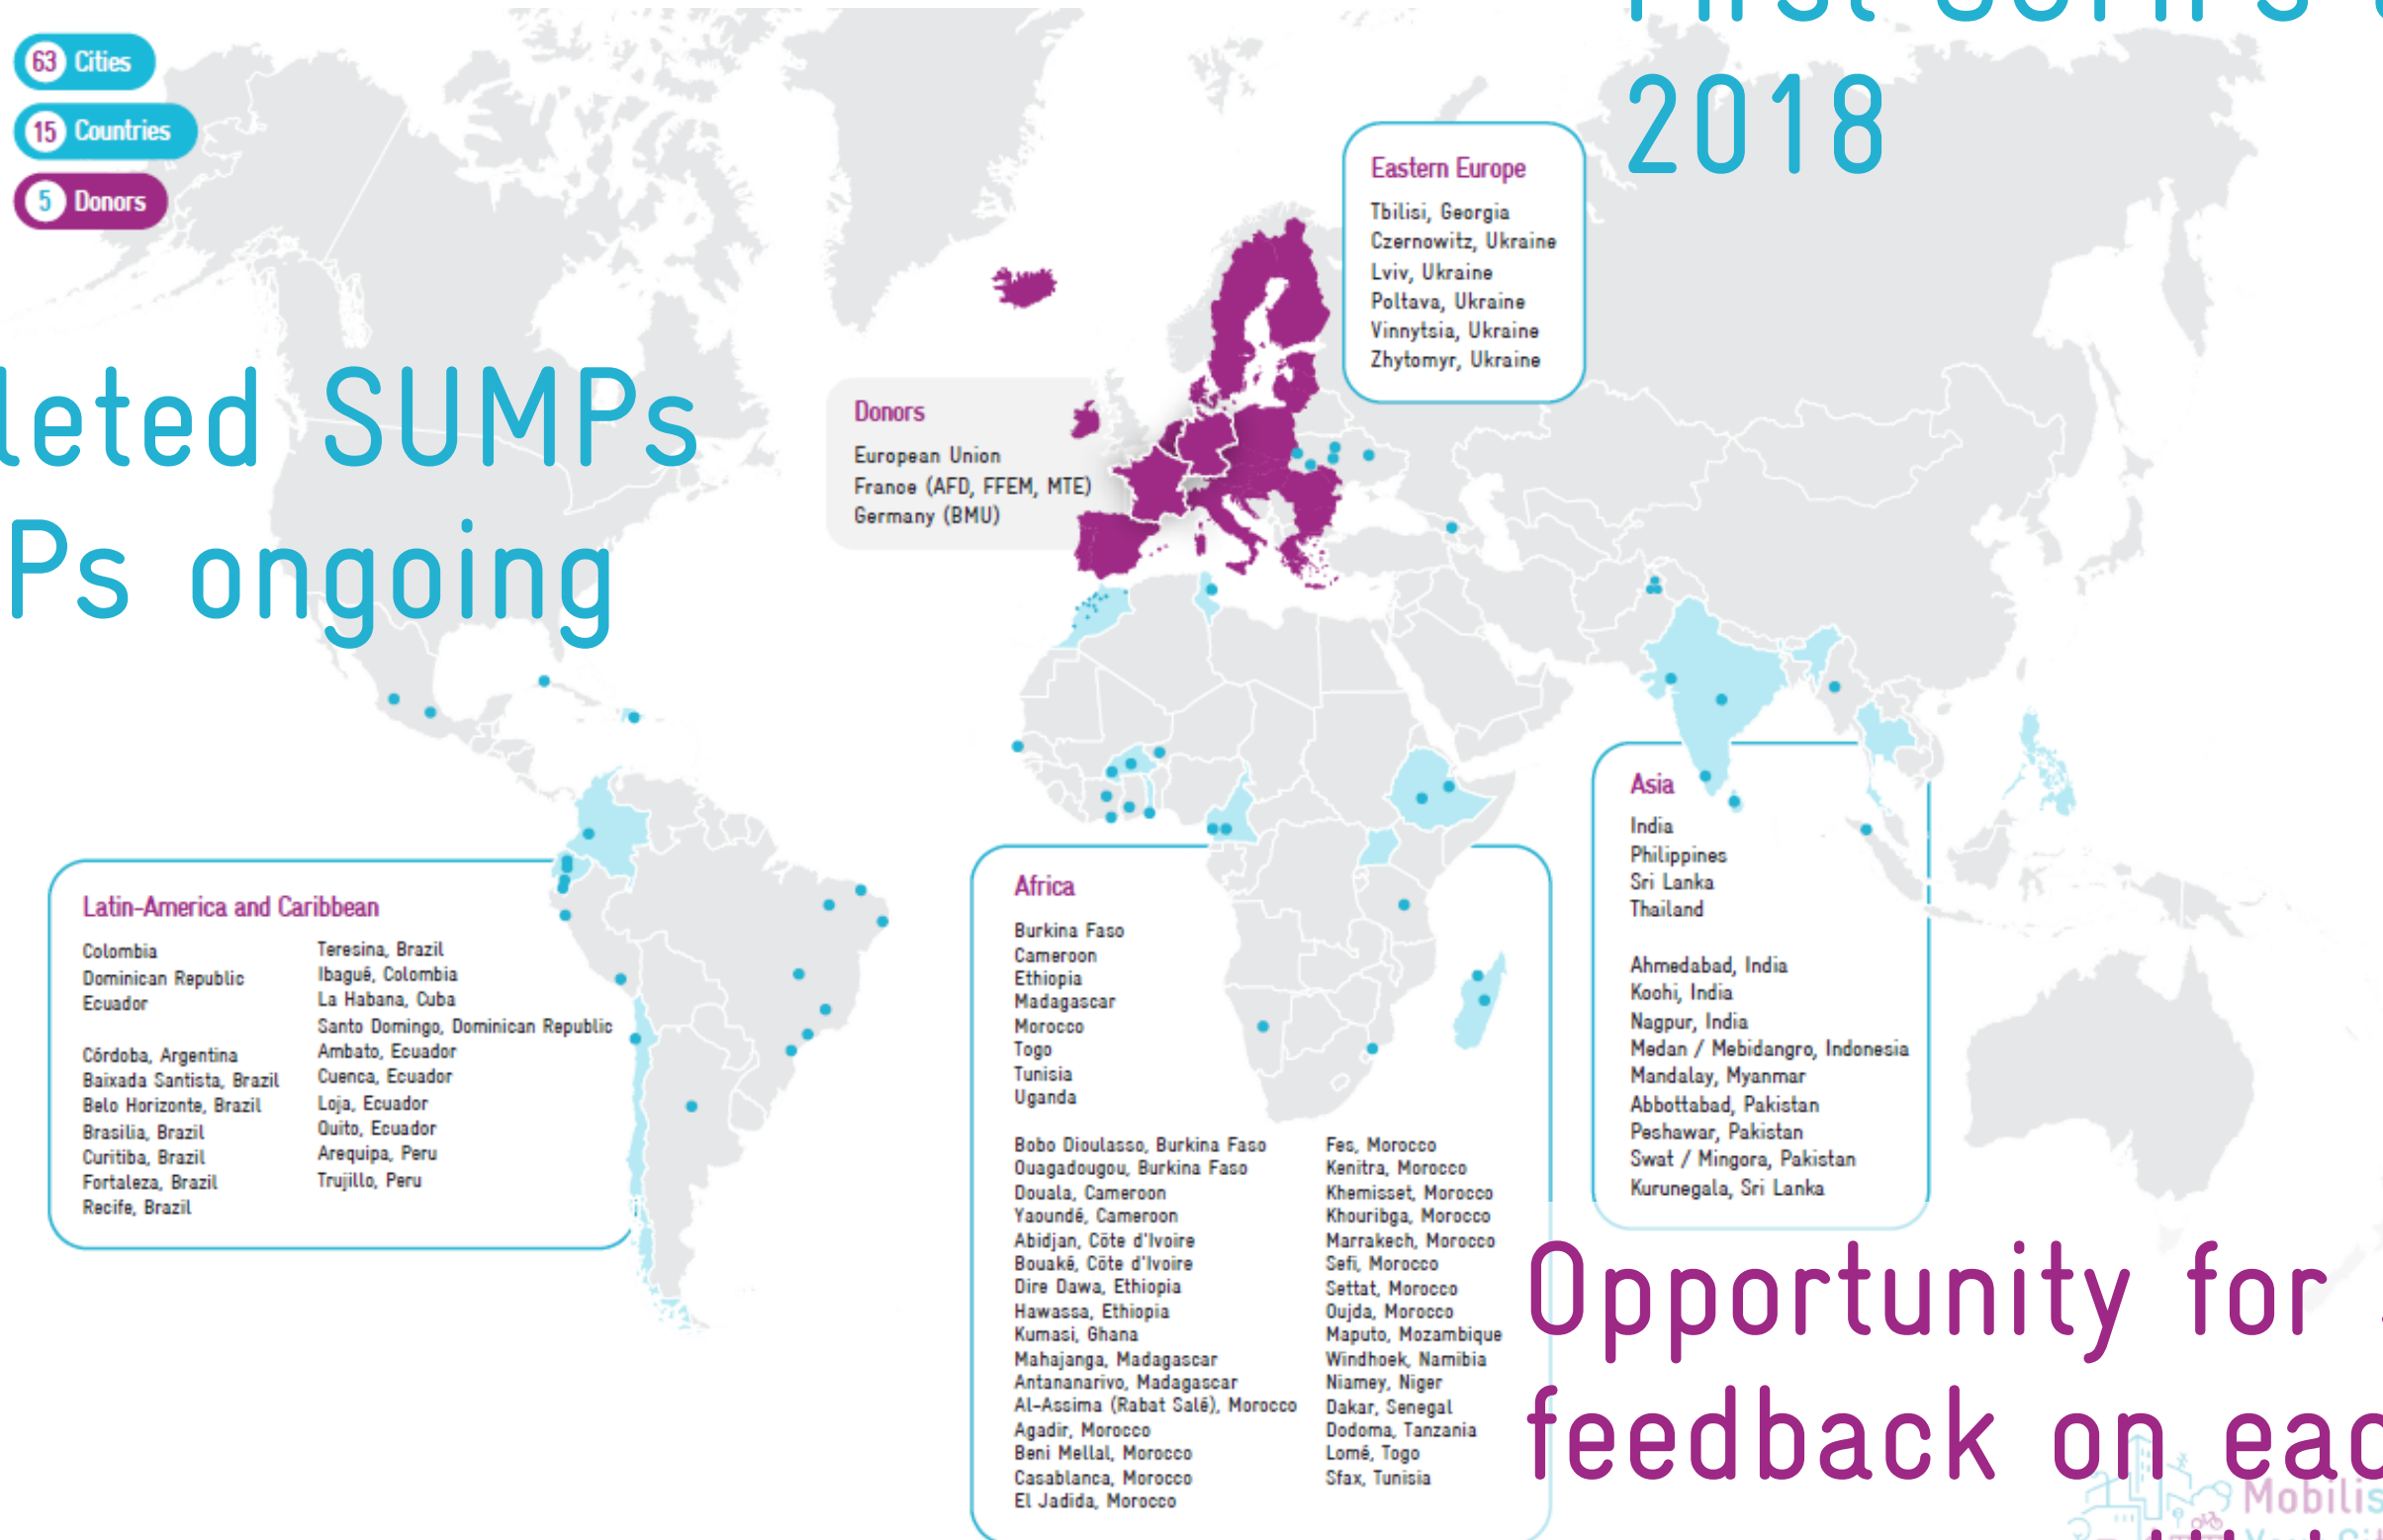 2018
63 Cities
15 Countries
5 Donors
leted SUMPs
Ps ongoing
Eastern Europe
Tbilisi, Georgia
Czernowitz, Ukraine
Lviv, Ukraine
Poltava, Ukraine
Vinnytsia, Ukraine
Zhytomyr, Ukraine
Donors
European Union
France (AFD, FFEM, MTE)
Germany (BMU)
Latin-America and Caribbean
Colombia
Dominican Republic
Ecuador
Córdoba, Argentina
Baixada Santista, Brazil
Belo Horizonte, Brazil
Brasilia, Brazil
Curitiba, Brazil
Fortaleza, Brazil
Recife, Brazil
Teresina, Brazil
Ibagué, Colombia
La Habana, Cuba
Santo Domingo, Dominican Republic
Ambato, Ecuador
Cuenca, Ecuador
Loja, Ecuador
Quito, Ecuador
Arequipa, Peru
Trujillo, Peru
Africa
Burkina Faso
Cameroon
Ethiopia
Madagascar
Morocco
Togo
Tunisia
Uganda
Bobo Dioulasso, Burkina Faso
Ouagadougou, Burkina Faso
Douala, Cameroon
Yaoundé, Cameroon
Abidjan, Côte d'Ivoire
Bouaké, Côte d'Ivoire
Dire Dawa, Ethiopia
Hawassa, Ethiopia
Kumasi, Ghana
Mahajanga, Madagascar
Antananarivo, Madagascar
Al-Assima (Rabat Salé), Morocco
Agadir, Morocco
Beni Mellal, Morocco
Casablanca, Morocco
El Jadida, Morocco
Fes, Morocco
Kenitra, Morocco
Khemisset, Morocco
Khouribga, Morocco
Marrakech, Morocco
Sefi, Morocco
Settat, Morocco
Oujda, Morocco
Maputo, Mozambique
Windhoek, Namibia
Niamey, Niger
Dakar, Senegal
Dodoma, Tanzania
Lomé, Togo
Sfax, Tunisia
Asia
India
Philippines
Sri Lanka
Thailand
Ahmedabad, India
Kochi, India
Nagpur, India
Medan / Mebidangro, Indonesia
Mandalay, Myanmar
Abbottabad, Pakistan
Peshawar, Pakistan
Swat / Mingora, Pakistan
Kurunegala, Sri Lanka
Opportunity for
feedback on eac
Mobilis